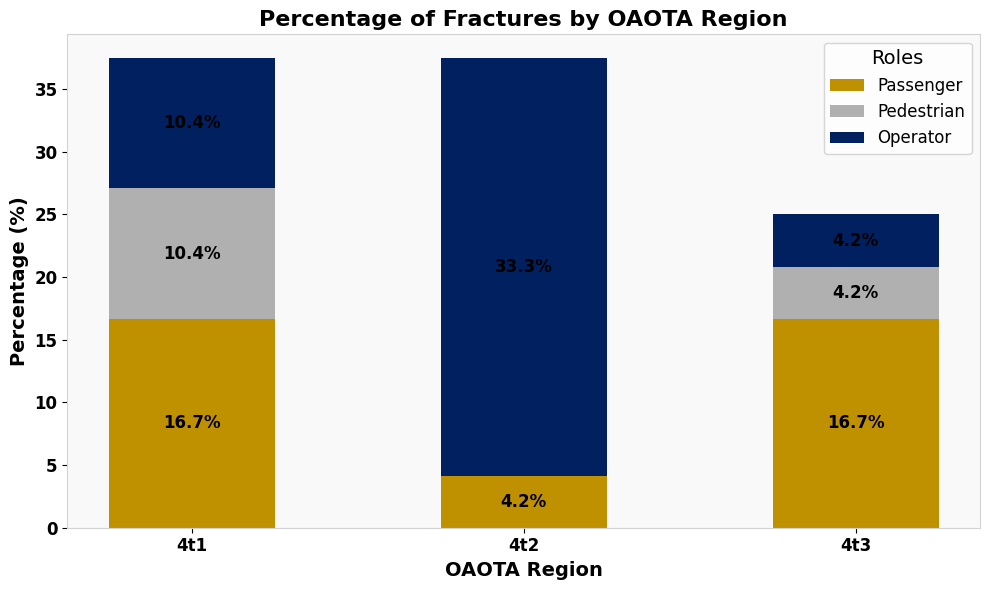 Percentage of Fractures by OAOTA Region
Percentage (%)
35
30
25
20
15
10
5
0
10.4%
10.4%
16.7%
33.3%
4.2%
4.2%
4.2%
16.7%
Roles
Passenger
Pedestrian
Operator
4t1
4t2
4t3
OAOTA Region